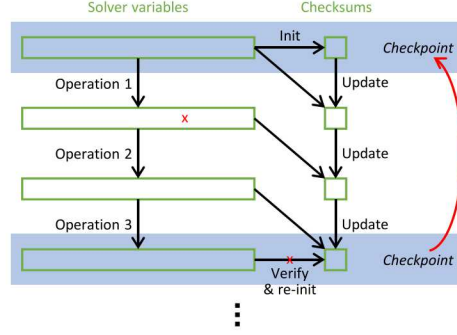 Solver variables
Checksums
Init
Checkpoint
Operation 1
Update
x
Operation 2
Update
Operation 3
Update
x
Checkpoint
Verify
& re-init